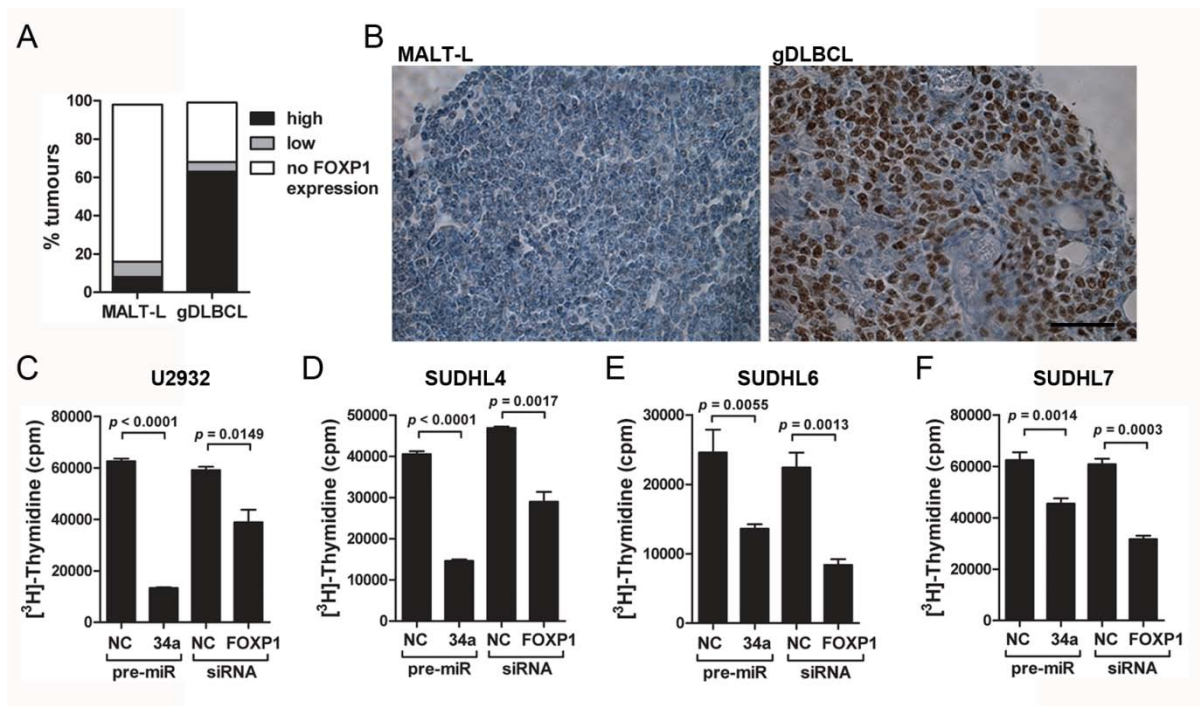 A
100
80
60
40
20
0
% tumours
MALT-L gDLBCL
high
low
no FOXP1
expression
B
MALT-L
gDLBCL
C
U2932
80000
60000
40000
20000
0
[³H]-Thymidine (cpm)
p < 0.0001
p = 0.0149
NC 34a NC FOXP1
pre-miR siRNA
D
SUDHL4
50000
40000
30000
20000
10000
0
[³H]-Thymidine (cpm)
p < 0.0001
p = 0.0017
NC 34a NC FOXP1
pre-miR siRNA
E
SUDHL6
30000
20000
10000
0
[³H]-Thymidine (cpm)
p = 0.0055
p = 0.0013
NC 34a NC FOXP1
pre-miR siRNA
F
SUDHL7
80000
60000
40000
20000
0
[³H]-Thymidine (cpm)
p = 0.0014
p = 0.0003
NC 34a NC FOXP1
pre-miR siRNA